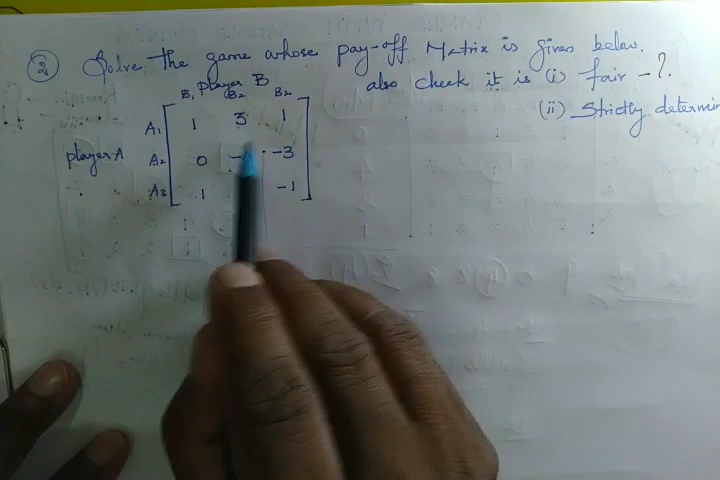 ② Solve the game whose pay-off Matrix is given below.
also check it is (i) fair - ?
(ii) Strictly determin
player B
B₁ B₂ B₂
A₁ 1 3 1
player A A₂ 0 - -3
A₃ 1 -1